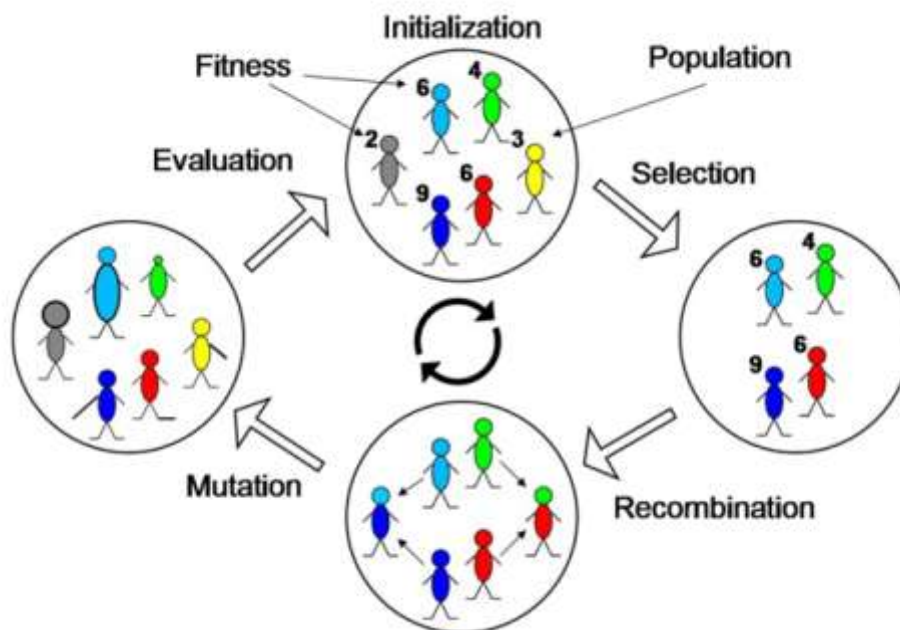 Initialization
Fitness
Population
6
4
2
3
6
9
Evaluation
Selection
6
4
9
6
Mutation
Recombination